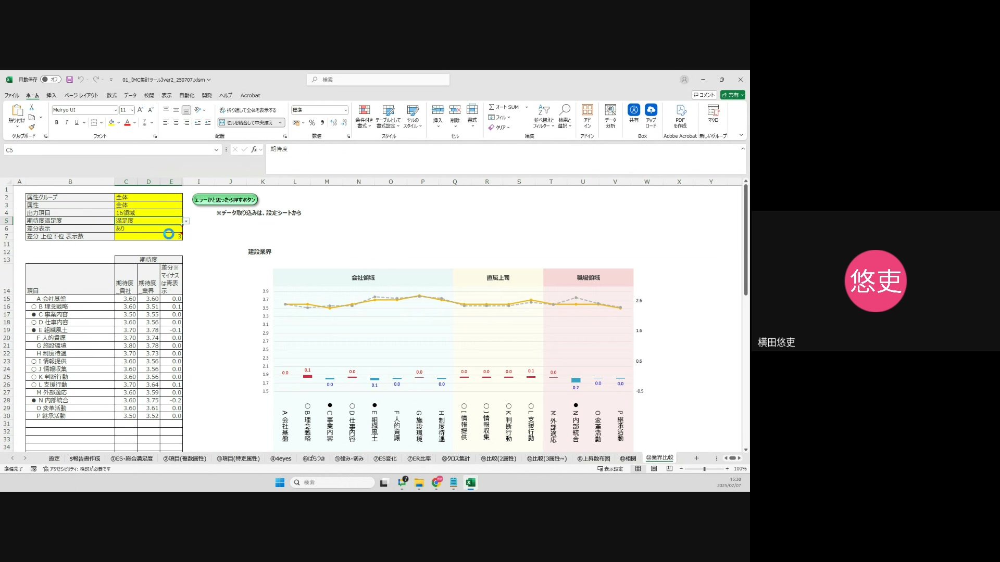 自動保存 オフ 01_【MC集計ツール】ver2_250707.xlsm 検索
ファイル ホーム 挿入 ページ レイアウト 数式 データ 校閲 表示 自動化 開発 ヘルプ Acrobat コメント 共有
貼り付け Meiryo UI 11 折り返して全体を表示する 標準 条件付き書式 テーブルとして書式設定 セルのスタイル 挿入 削除 書式 オート SUM 並べ替えとフィルター 検索と選択 アドイン データ分析 共有 アップロード PDFを作成 マクロ
B I U セルを結合して中央揃え % フィル
クリア
クリップボード フォント 配置 数値 スタイル セル 編集 アドイン Box Adobe Acrobat 新しいグループ
C5 fx 期待度
A B C D E I J K L M N O P Q R S T U V W X Y
1
2 属性グループ 全体 エラーかと思ったら押すボタン
3 属性 全体
4 出力項目 16領域 ※データ取り込みは、設定シートから
5 期待度満足度 満足度
6 差分表示 あり
7 差分 上位下位 表示数 3
11
12 建設業界
13 期待度
14 項目 期待度_貴社 期待度_業界 差分※マイナスは青表示
15 A 会社基盤 3.60 3.60 0.0
16 ○ B 理念戦略 3.60 3.51 0.1
17 ● C 事業内容 3.50 3.55 0.0
18 ○ D 仕事内容 3.60 3.56 0.0
19 ● E 組織風土 3.70 3.78 -0.1
20 F 人的資源 3.70 3.74 0.0
21 G 施設環境 3.80 3.78 0.0
22 H 制度待遇 3.70 3.73 0.0
23 ○ I 情報提供 3.60 3.56 0.0
24 ○ J 情報収集 3.60 3.56 0.0
25 ○ K 判断行動 3.60 3.56 0.0
26 ○ L 支援行動 3.70 3.64 0.1
27 M 外部適応 3.60 3.59 0.0
28 ● N 内部統合 3.60 3.75 -0.2
29 O 変革活動 3.60 3.61 0.0
30 P 継承活動 3.50 3.52 0.0
31
32
33
34
会社領域 直属上司 職場領域
3.9
3.7
3.5
3.3
3.1
2.9
2.7
2.5
2.3
2.1
1.9
1.7
1.5
2.6
1.6
0.6
-0.5
0.0 0.1 0.0 0.0 0.1 0.0 0.0 0.0 0.0 0.0 0.0 0.1 0.0 0.2 0.0 0.0
A 会社基盤
○ B 理念戦略
● C 事業内容
○ D 仕事内容
● E 組織風土
F 人的資源
G 施設環境
H 制度待遇
○ I 情報提供
○ J 情報収集
○ K 判断行動
○ L 支援行動
M 外部適応
● N 内部統合
O 変革活動
P 継承活動
設定 $報告書作成 ①ES・総合満足度 ②項目(複数属性) ③項目(特定属性) ④4eyes ⑥ばらつき ⑤強み・弱み ⑦ES変化 ⑦ER比率 ⑧クロス集計 ⑨比較(2属性) ⑩比較(3属性~) ⑪上昇散布図 ⑫相関 ⑬業界比較
準備完了 アクセシビリティ: 検討が必要です 表示設定 100%
検索 7 15:38
2025/07/07
悠吏
横田悠吏